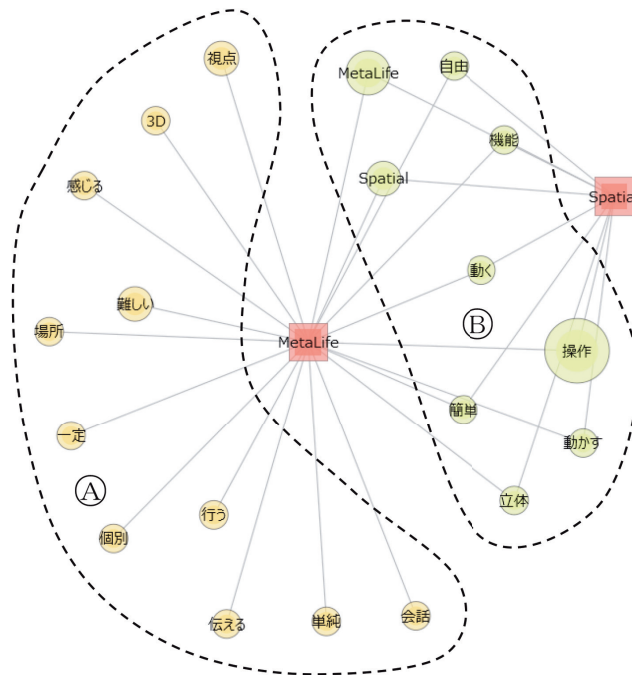 視点
MetaLife
自由
3D
機能
感じる
Spatial
Spatia
動く
難しい
場所
MetaLife
Ⓑ
操作
一定
簡単
動かす
Ⓐ
個別
行う
立体
伝える
単純
会話